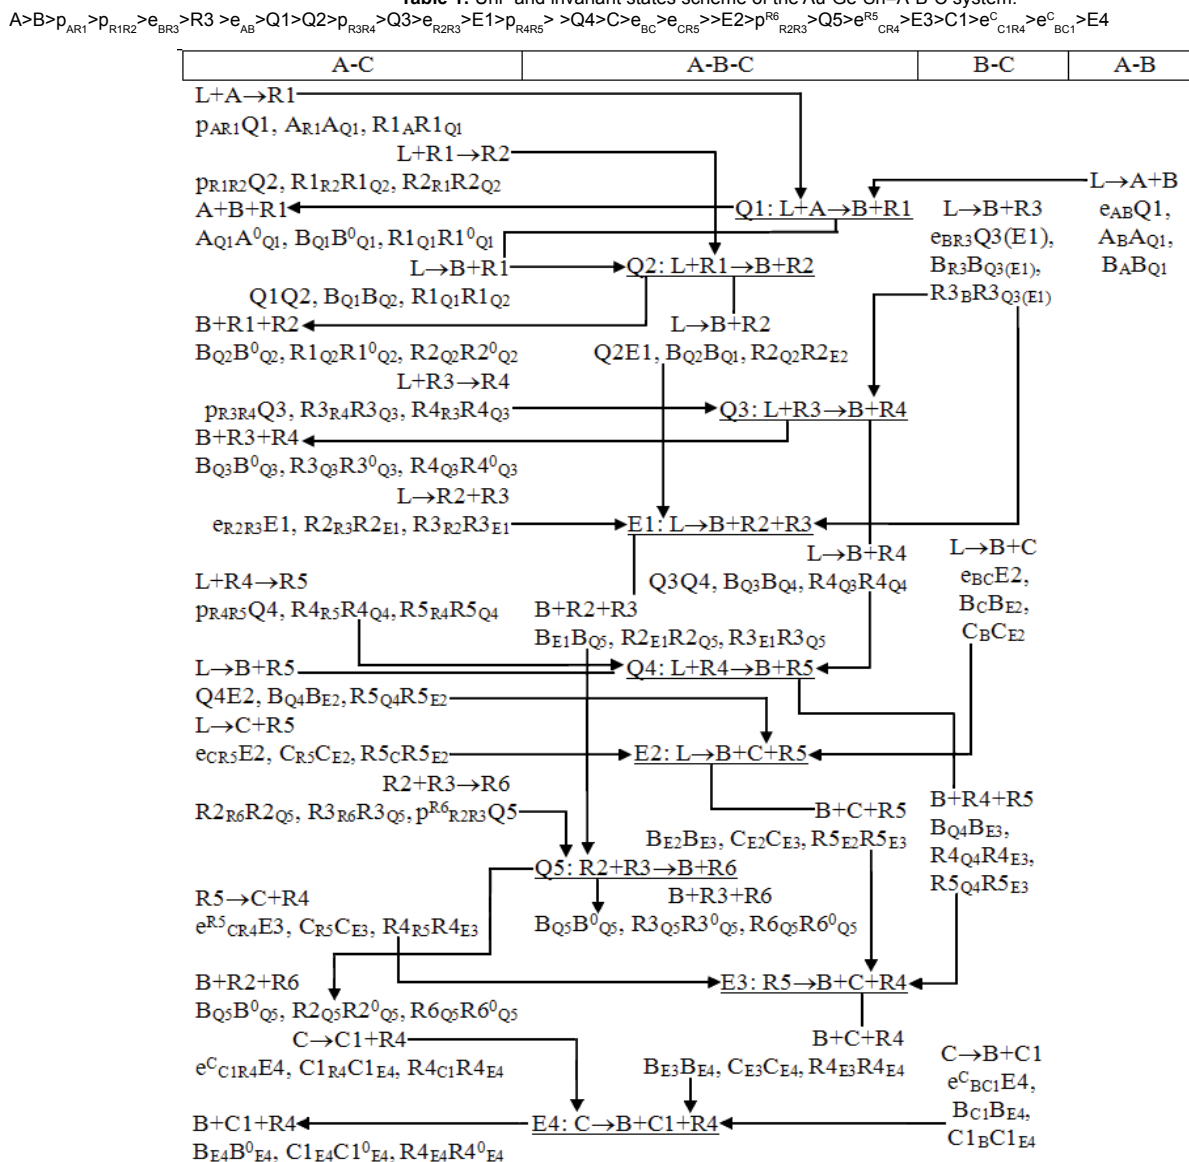 Table 1. Uni- and invariant states scheme of the Au-Ge-Sn=A-B-C system.
A>B>pAR1>pR1R2>eBR3>R3 >eAB>Q1>Q2>pR3R4>Q3>eR2R3>E1>pR4R5> >Q4>C>eBC>eCR5>>E2>p^R6_R2R3>Q5>e^R5_CR4>E3>C1>e^C_C1R4>e^C_BC1>E4
A-C A-B-C B-C A-B
L+A→R1
pAR1Q1, AR1AQ1, R1AR1Q1
L+R1→R2
pR1R2Q2, R1R2R1Q2, R2R1R2Q2
L→A+B
A+B+R1 Q1: L+A→B+R1 L→B+R3 eABQ1,
AQ1A⁰Q1, BQ1B⁰Q1, R1Q1R1⁰Q1 eBR3Q3(E1), ABAQ1,
L→B+R1 Q2: L+R1→B+R2 BR3BQ3(E1), BABQ1
Q1Q2, BQ1BQ2, R1Q1R1Q2 R3BR3Q3(E1)
B+R1+R2 L→B+R2
BQ2B⁰Q2, R1Q2R1⁰Q2, R2Q2R2⁰Q2 Q2E1, BQ2BQ1, R2Q2R2E2
L+R3→R4
pR3R4Q3, R3R4R3Q3, R4R3R4Q3 Q3: L+R3→B+R4
B+R3+R4
BQ3B⁰Q3, R3Q3R3⁰Q3, R4Q3R4⁰Q3
L→R2+R3
eR2R3E1, R2R3R2E1, R3R2R3E1 E1: L→B+R2+R3
L→B+R4 L→B+C
L+R4→R5 Q3Q4, BQ3BQ4, R4Q3R4Q4 eBCE2,
pR4R5Q4, R4R5R4Q4, R5R4R5Q4 B+R2+R3 BCBE2,
BE1BQ5, R2E1R2Q5, R3E1R3Q5 CBCE2
L→B+R5 Q4: L+R4→B+R5
Q4E2, BQ4BE2, R5Q4R5E2
L→C+R5
eCR5E2, CR5CE2, R5CR5E2 E2: L→B+C+R5
R2+R3→R6 B+R4+R5
R2R6R2Q5, R3R6R3Q5, p^R6_R2R3Q5 B+C+R5 BQ4BE3,
BE2BE3, CE2CE3, R5E2R5E3 R4Q4R4E3,
Q5: R2+R3→B+R6 R5Q4R5E3
R5→C+R4 B+R3+R6
e^R5_CR4E3, CR5CE3, R4R5R4E3 BQ5B⁰Q5, R3Q5R3⁰Q5, R6Q5R6⁰Q5
B+R2+R6 E3: R5→B+C+R4
BQ5B⁰Q5, R2Q5R2⁰Q5, R6Q5R6⁰Q5
C→C1+R4 B+C+R4 C→B+C1
e^C_C1R4E4, C1R4C1E4, R4C1R4E4 BE3BE4, CE3CE4, R4E3R4E4 e^C_BC1E4,
BC1BE4,
B+C1+R4 E4: C→B+C1+R4 C1BC1E4
BE4B⁰E4, C1E4C1⁰E4, R4E4R4⁰E4